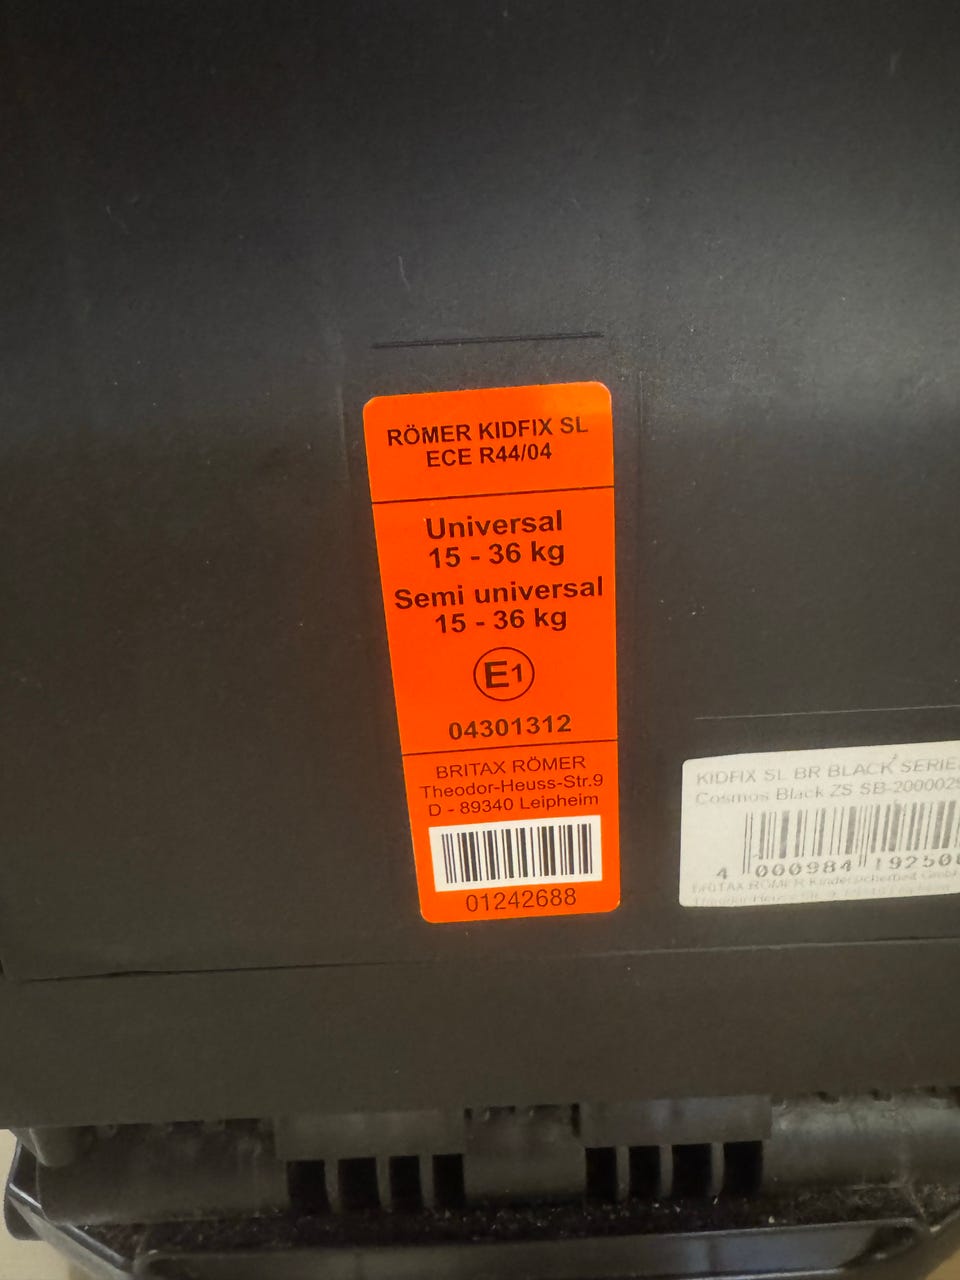 RÖMER KIDFIX SL
ECE R44/04
Universal
15 - 36 kg
Semi universal
15 - 36 kg
E1
04301312
BRITAX RÖMER
Theodor-Heuss-Str.9
D - 89340 Leipheim
01242688
KIDFIX SL BR BLACK SERIE
Cosmos Black ZS SB-2000029
4 000984 19250
BRITAX RÖMER Kindersicherheit GmbH